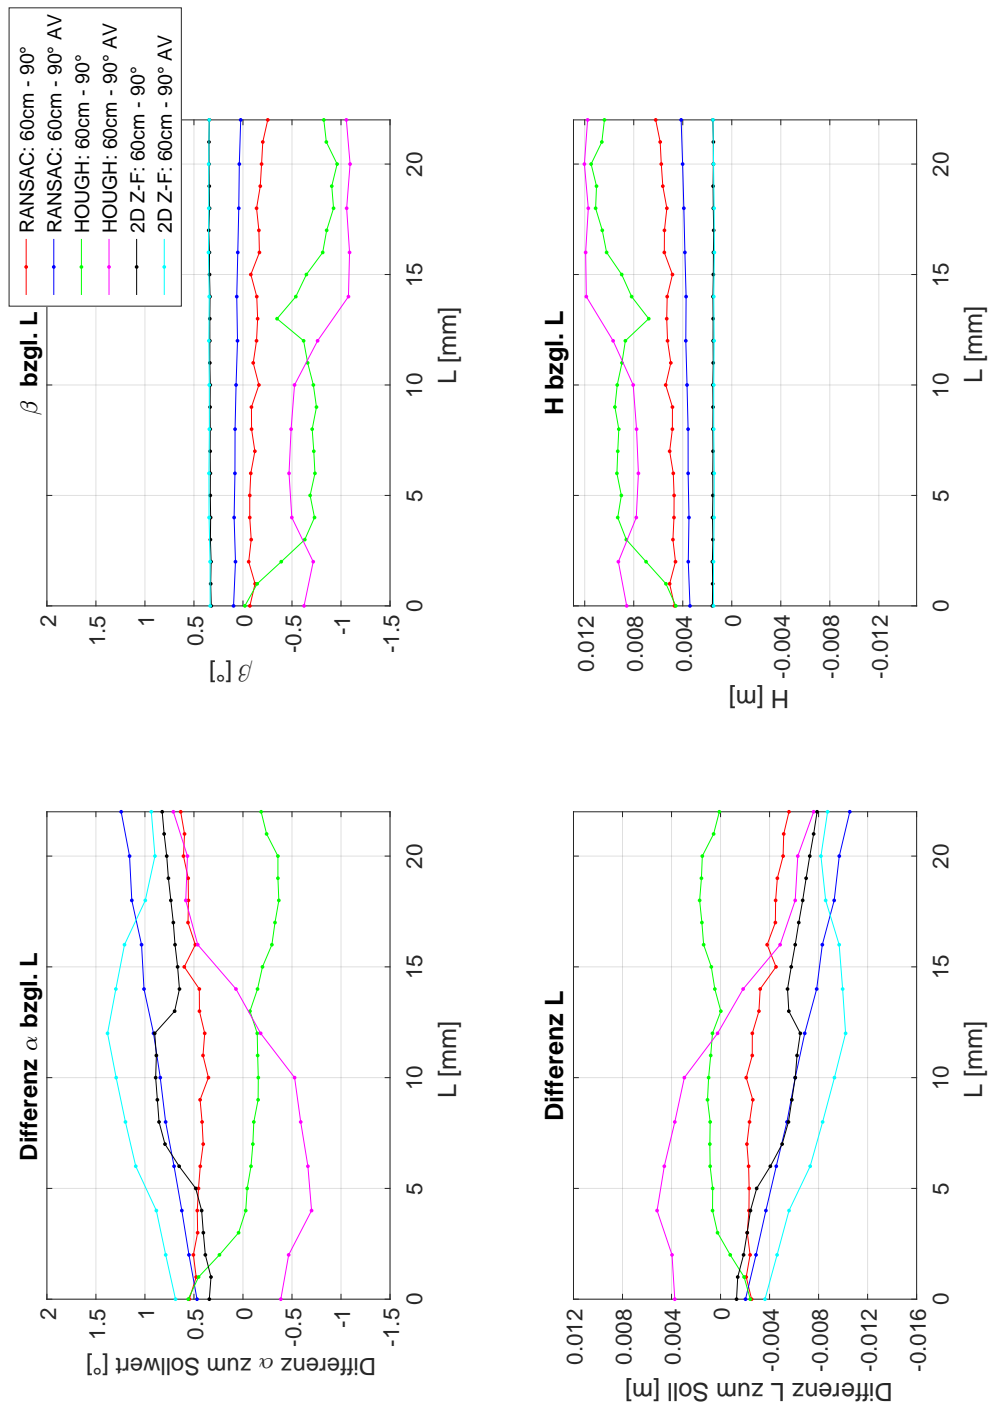 Differenz α bzgl. L
Differenz α zum Sollwert [°]
2
1.5
1
0.5
0
-0.5
-1
-1.5
0 5 10 15 20
L [mm]
β bzgl. L
β [°]
2
1.5
1
0.5
0
-0.5
-1
-1.5
0 5 10 15 20
L [mm]
RANSAC: 60cm - 90°
RANSAC: 60cm - 90° AV
HOUGH: 60cm - 90°
HOUGH: 60cm - 90° AV
2D Z-F: 60cm - 90°
2D Z-F: 60cm - 90° AV
Differenz L
Differenz L zum Soll [m]
0.012
0.008
0.004
0
-0.004
-0.008
-0.012
-0.016
0 5 10 15 20
L [mm]
H bzgl. L
H [m]
0.012
0.008
0.004
0
-0.004
-0.008
-0.012
0 5 10 15 20
L [mm]